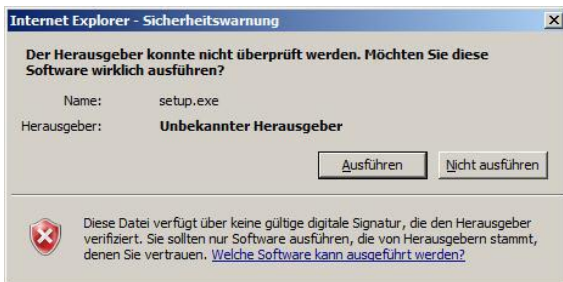 Internet Explorer - Sicherheitswarnung
Der Herausgeber konnte nicht überprüft werden. Möchten Sie diese
Software wirklich ausführen?
Name: setup.exe
Herausgeber: Unbekannter Herausgeber
Ausführen Nicht ausführen
Diese Datei verfügt über keine gültige digitale Signatur, die den Herausgeber
verifiziert. Sie sollten nur Software ausführen, die von Herausgebern stammt,
denen Sie vertrauen. Welche Software kann ausgeführt werden?